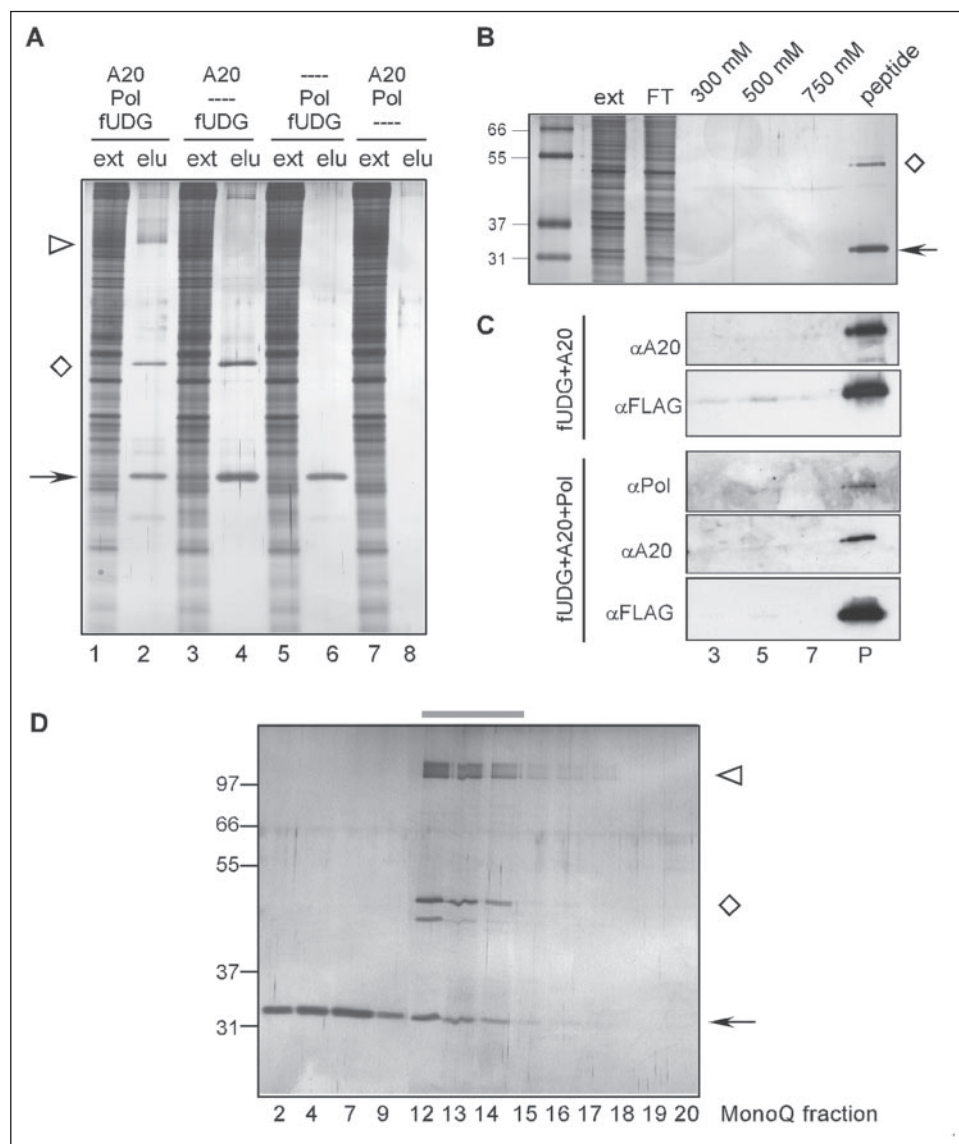 A
A20 A20 ---- A20
Pol ---- Pol Pol
fUDG fUDG fUDG ----
ext elu ext elu ext elu ext elu
1 2 3 4 5 6 7 8
B
ext FT 300 mM 500 mM 750 mM peptide
66
55
37
31
C
fUDG+A20
αA20
αFLAG
fUDG+A20+Pol
αPol
αA20
αFLAG
3 5 7 P
D
97
66
55
37
31
2 4 7 9 12 13 14 15 16 17 18 19 20 MonoQ fraction